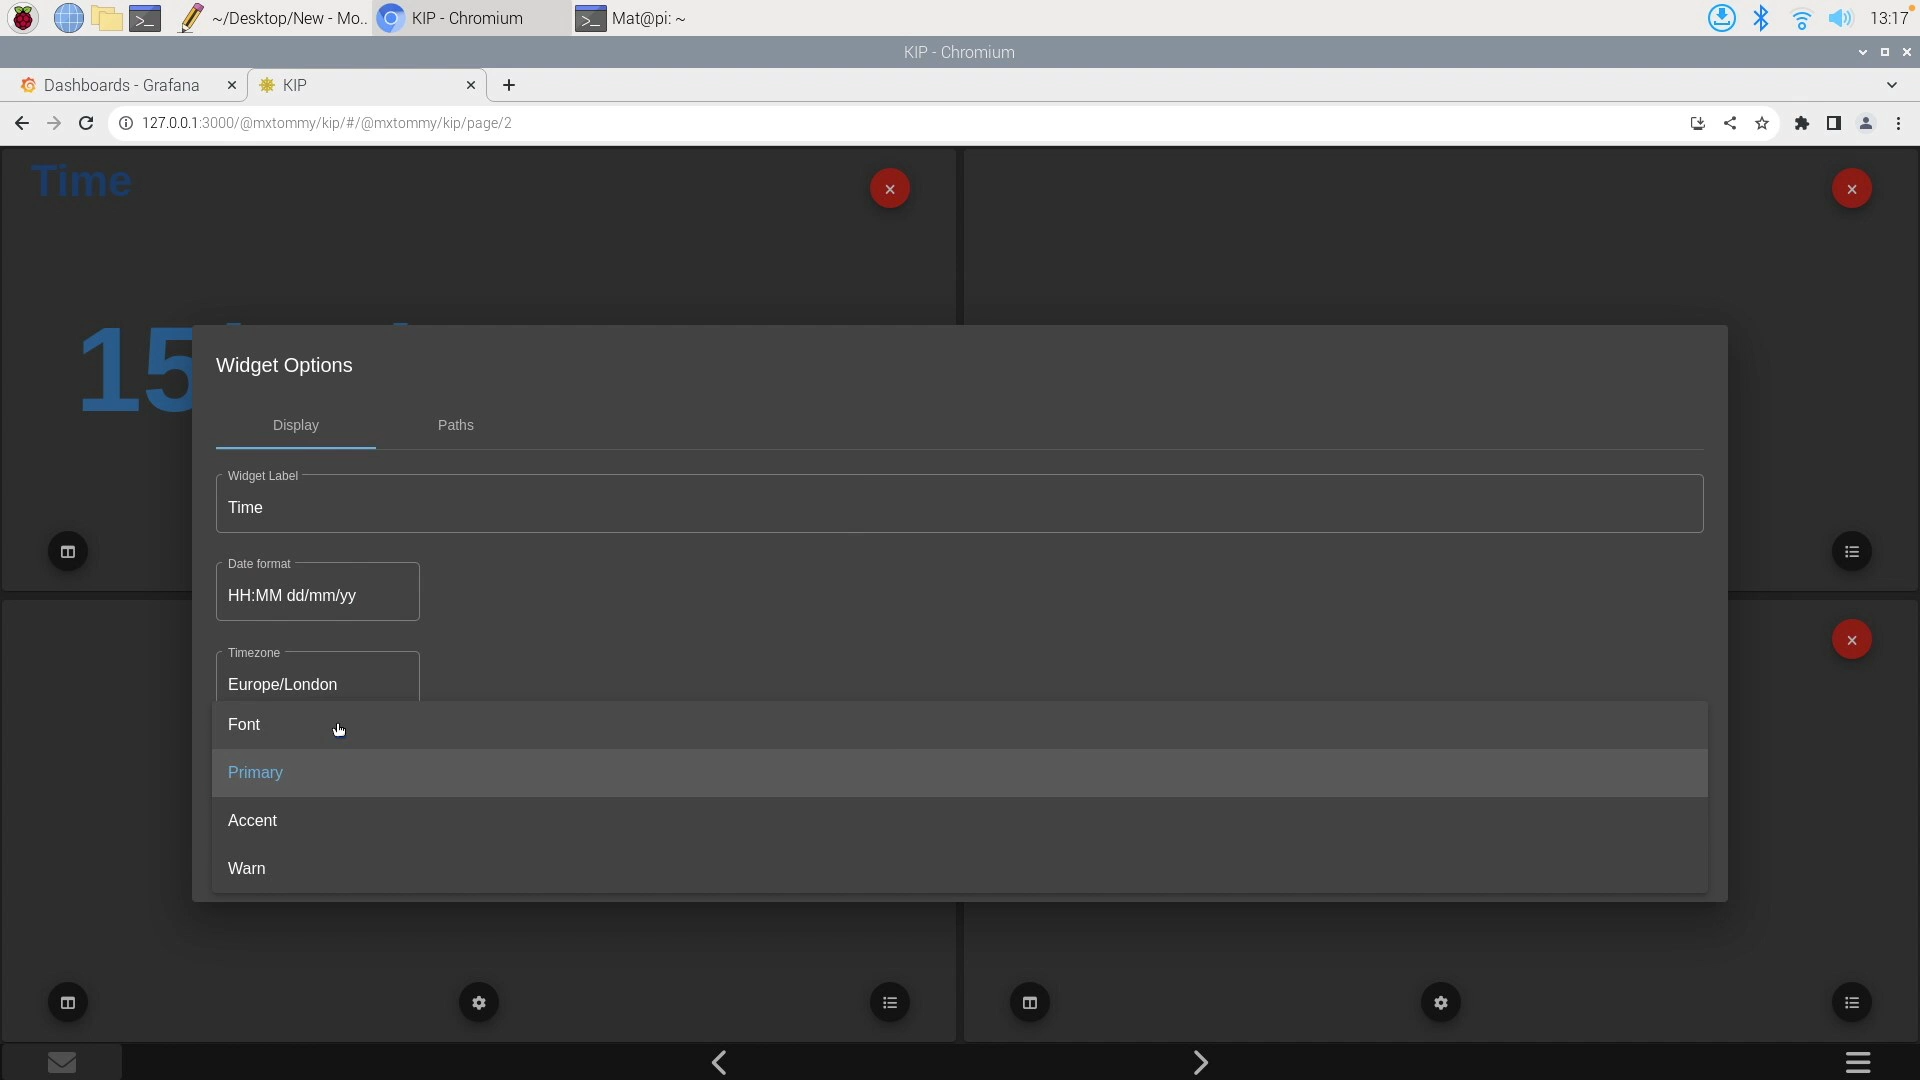 ~/Desktop/New - Mo..
KIP - Chromium
Mat@pi: ~
13:17
KIP - Chromium
Dashboards - Grafana
KIP
127.0.0.1:3000/@mxtommy/kip/#/@mxtommy/kip/page/2
Time
15
Widget Options
Display
Paths
Widget Label
Time
Date format
HH:MM dd/mm/yy
Timezone
Europe/London
Font
Primary
Accent
Warn